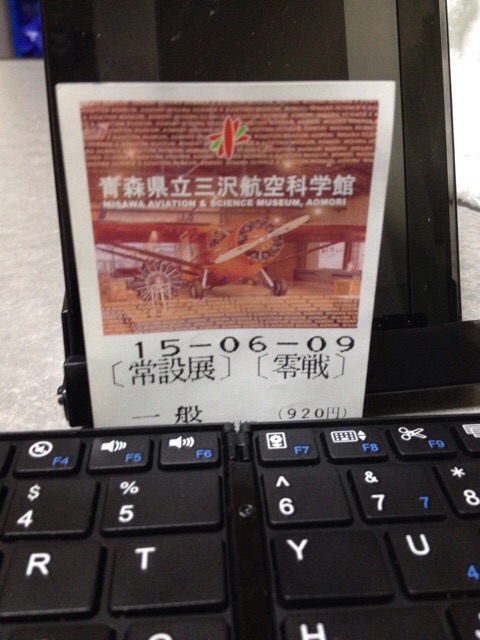 青森県立三沢航空科学館
MISAWA AVIATION & SCIENCE MUSEUM, AOMORI
15-06-09
〔常設展〕〔零戦〕
一般 (920円)
F4 F5 F6 F7 F8 F9
$ % ^ & *
4 5 6 7 7 8
R T Y U 4
H